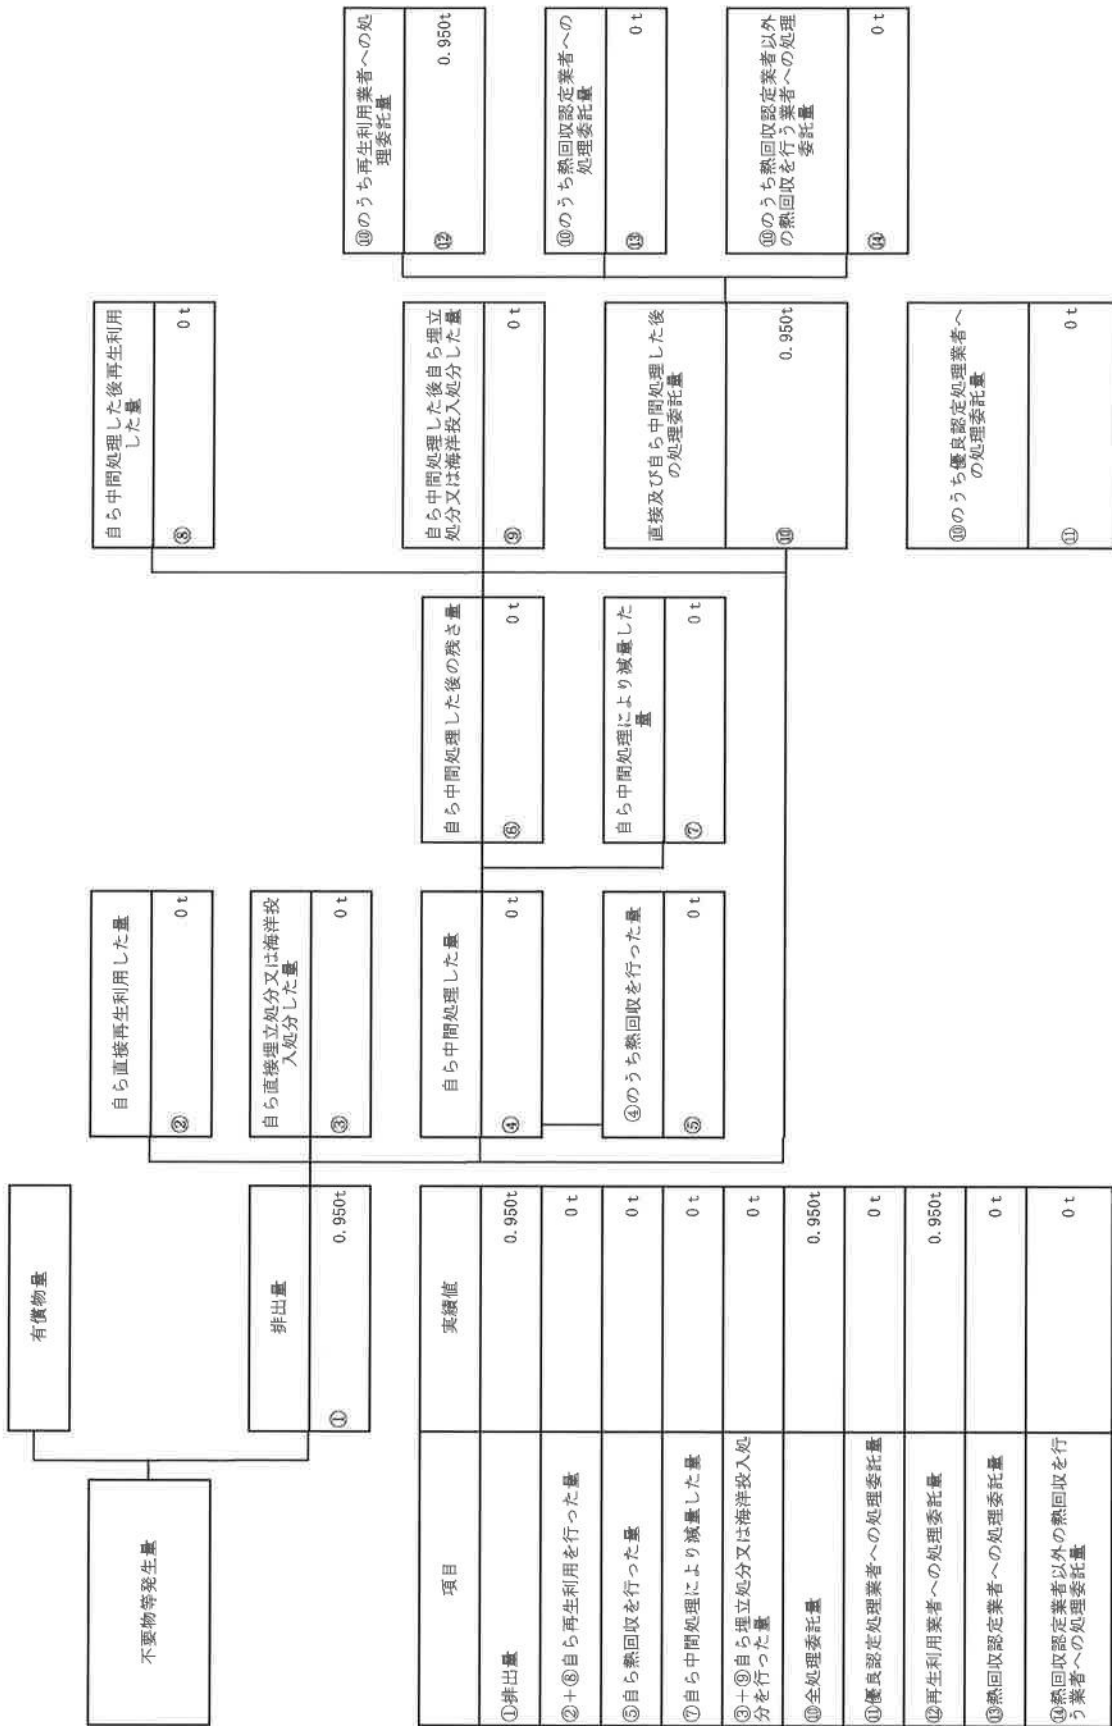 不要物等発生量
有償物量
排出量
① 0.950t
自ら直接再生利用した量
② 0 t
自ら直接埋立処分又は海洋投
入処分した量
③ 0 t
自ら中間処理した量
④ 0 t
④のうち熱回収を行った量
⑤ 0 t
自ら中間処理した後の残さ量
⑥ 0 t
自ら中間処理により減量した
量
⑦ 0 t
自ら中間処理した後再生利用
した量
⑧ 0 t
自ら中間処理した後自ら埋立
処分又は海洋投入処分した量
⑨ 0 t
直接及び自ら中間処理した後
の処理委託量
⑩ 0.950t
⑩のうち優良認定処理業者へ
の処理委託量
⑪ 0 t
⑩のうち再生利用業者への処
理委託量
⑫ 0.950t
⑩のうち熱回収認定業者への
処理委託量
⑬ 0 t
⑩のうち熱回収認定業者以外
の熱回収を行う業者への処理
委託量
⑭ 0 t
項目 実績値
①排出量 0.950t
②＋⑧自ら再生利用を行った量 0 t
⑤自ら熱回収を行った量 0 t
⑦自ら中間処理により減量した量 0 t
③＋⑨自ら埋立処分又は海洋投入処
分を行った量 0 t
⑩全処理委託量 0.950t
⑪優良認定処理業者への処理委託量 0 t
⑫再生利用業者への処理委託量 0.950t
⑬熱回収認定業者への処理委託量 0 t
⑭熱回収認定業者以外の熱回収を行
う業者への処理委託量 0 t